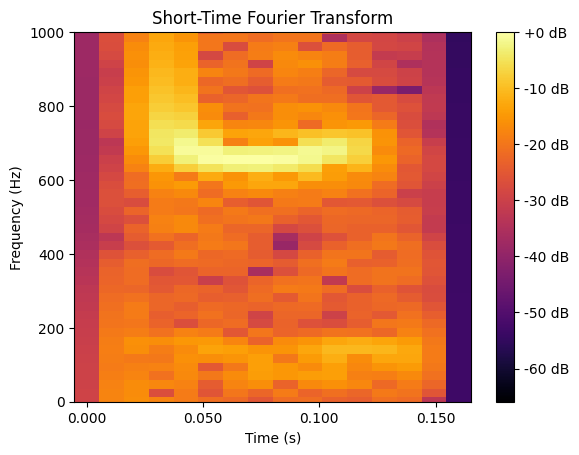 Short-Time Fourier Transform
1000
800
600
400
200
0
Frequency (Hz)
0.000
0.050
0.100
0.150
Time (s)
+0 dB
-10 dB
-20 dB
-30 dB
-40 dB
-50 dB
-60 dB